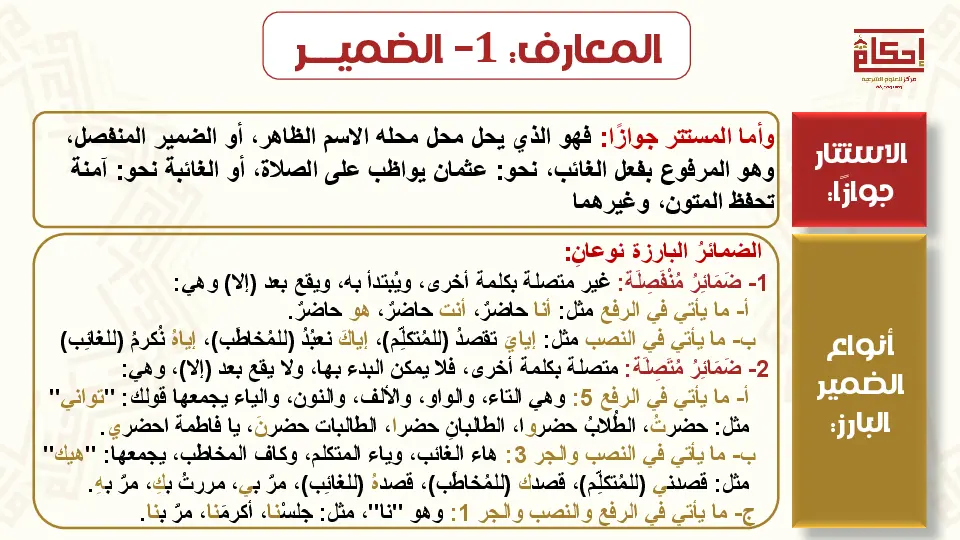 المعارف: 1- الضميـــر
إحكام
مركز للعلوم الشرعية
الاستتار
جوازًا:
وأما المستتر جوازًا: فهو الذي يحل محل محله الاسم الظاهر، أو الضمير المنفصل،
وهو المرفوع بفعل الغائب، نحو: عثمان يواظب على الصلاة، أو الغائبة نحو: آمنة
تحفظ المتون، وغيرهما
أنواع
الضمير
البارز:
الضمائرُ البارزة نوعانِ:
1- ضَمَائِرُ مُنْفَصِلَة: غير متصلة بكلمة أخرى، ويُبتدأ به، ويقع بعد (إلا) وهي:
أ- ما يأتي في الرفع مثل: أنا حاضرٌ، أنت حاضرٌ، هو حاضرٌ.
ب- ما يأتي في النصب مثل: إيايَ تقصدُ (للمُتكلِّم)، إياكَ نعبُدُ (للمُخاطَب)، إياهُ نُكرمُ (للغائِب)
2- ضَمَائِرُ مُتَصِلَة: متصلة بكلمة أخرى، فلا يمكن البدء بها، ولا يقع بعد (إلا)، وهي:
أ- ما يأتي في الرفع 5: وهي التاء، والواو، والألف، والنون، والياء يجمعها قولك: "تواني"
مثل: حضرتُ، الطُلابُ حضروا، الطالبانِ حضرا، الطالبات حضرنَ، يا فاطمة احضري.
ب- ما يأتي في النصب والجر 3: هاء الغائب، وياء المتكلم، وكاف المخاطب، يجمعها: "هيك"
مثل: قصدني (للمُتكلِّم)، قصدك (للمُخاطَب)، قصدهُ (للغائِب)، مرَّ بي، مررتُ بكِ، مرَّ بهِ.
ج- ما يأتي في الرفع والنصب والجر 1: وهو "نا"، مثل: جلسْنا، أكرمَنا، مرَّ بنا.